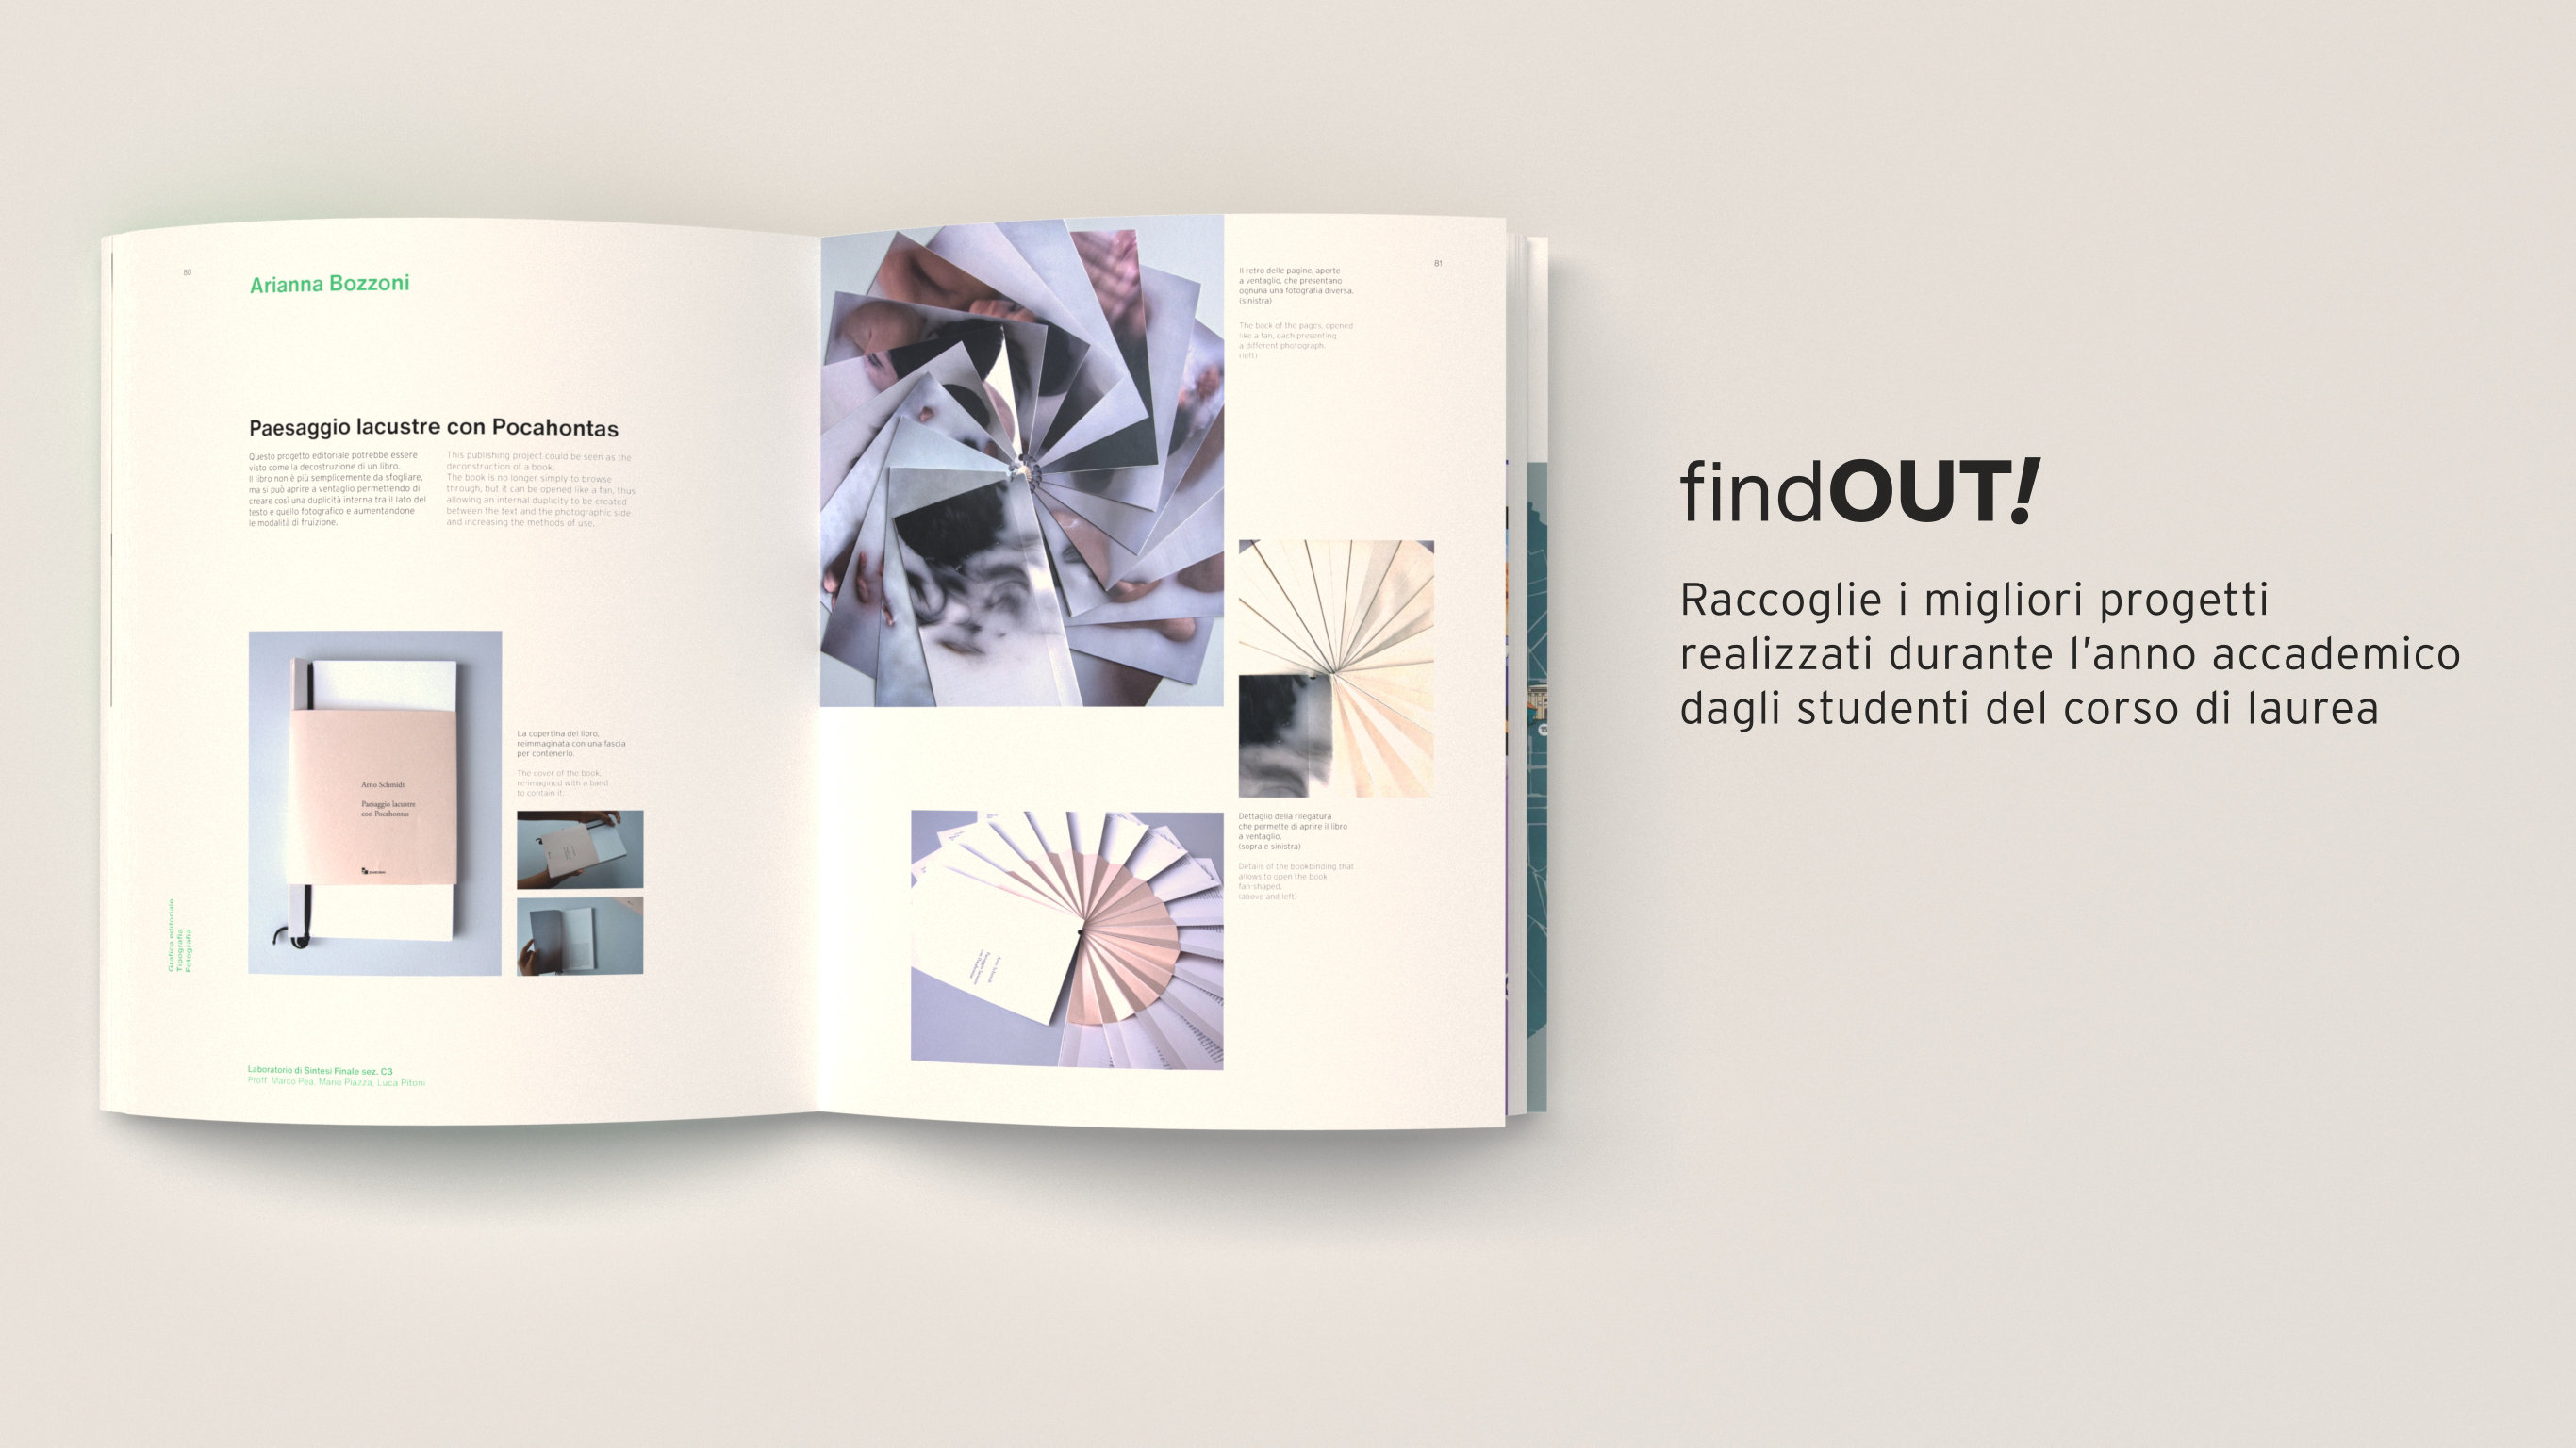 80
Arianna Bozzoni
Paesaggio lacustre con Pocahontas
Questo progetto editoriale potrebbe essere
visto come la decostruzione di un libro.
Il libro non è più semplicemente da sfogliare,
ma si può aprire a ventaglio permettendo di
creare così una duplicità interna tra il lato del
testo e quello fotografico e aumentandone
le modalità di fruizione.
This publishing project could be seen as the
deconstruction of a book.
The book is no longer simply to browse
through, but it can be opened like a fan, thus
allowing an internal duplicity to be created
between the text and the photographic side
and increasing the methods of use.
Arno Schmidt
Paesaggio lacustre
con Pocahontas
La copertina del libro,
reimmaginata con una fascia
per contenerlo.
The cover of the book,
re-imagined with a band
to contain it.
Grafica editoriale
Tipografia
Fotografia
Laboratorio di Sintesi Finale sez. C3
Proff. Marco Pea, Mario Piazza, Luca Pitoni
81
Il retro delle pagine, aperte
a ventaglio, che presentano
ognuna una fotografia diversa.
(sinistra)
The back of the pages, opened
like a fan, each presenting
a different photograph.
(left)
Dettaglio della rilegatura
che permette di aprire il libro
a ventaglio.
(sopra e sinistra)
Details of the bookbinding that
allows to open the book
fan-shaped.
(above and left)
Arno Schmidt
Paesaggio lacustre
con Pocahontas
findOUT!
Raccoglie i migliori progetti
realizzati durante l’anno accademico
dagli studenti del corso di laurea